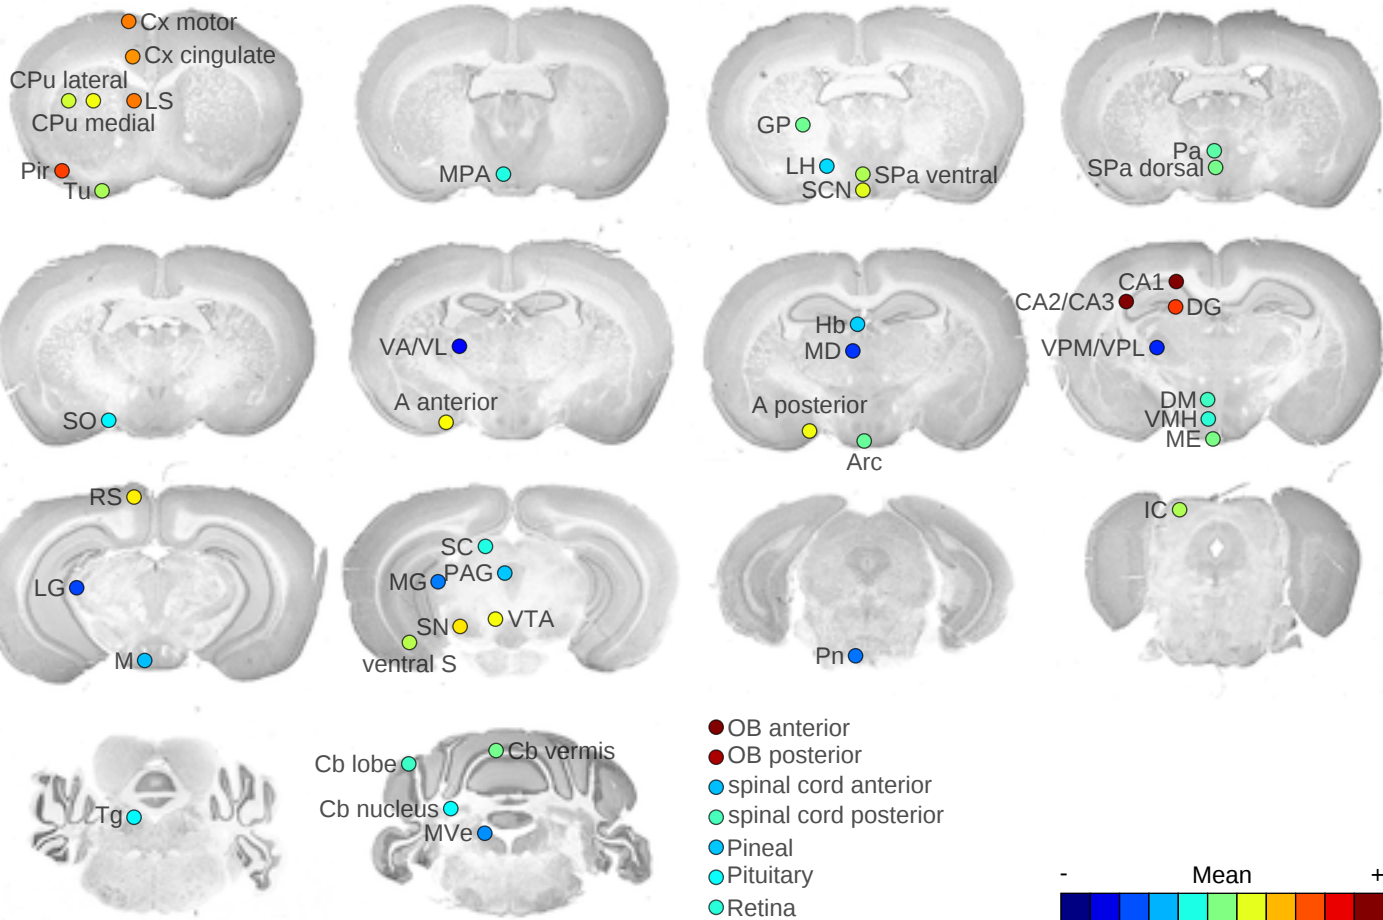 Cx motor
Cx cingulate
CPu lateral
LS
CPu medial
Pir
Tu
MPA
GP
LH
SPa ventral
SCN
Pa
SPa dorsal
SO
VA/VL
A anterior
Hb
MD
A posterior
Arc
CA1
CA2/CA3
DG
VPM/VPL
DM
VMH
ME
RS
LG
M
SC
MG
PAG
SN
VTA
ventral S
Pn
IC
Tg
Cb vermis
Cb lobe
Cb nucleus
MVe
OB anterior
OB posterior
spinal cord anterior
spinal cord posterior
Pineal
Pituitary
Retina
- Mean +